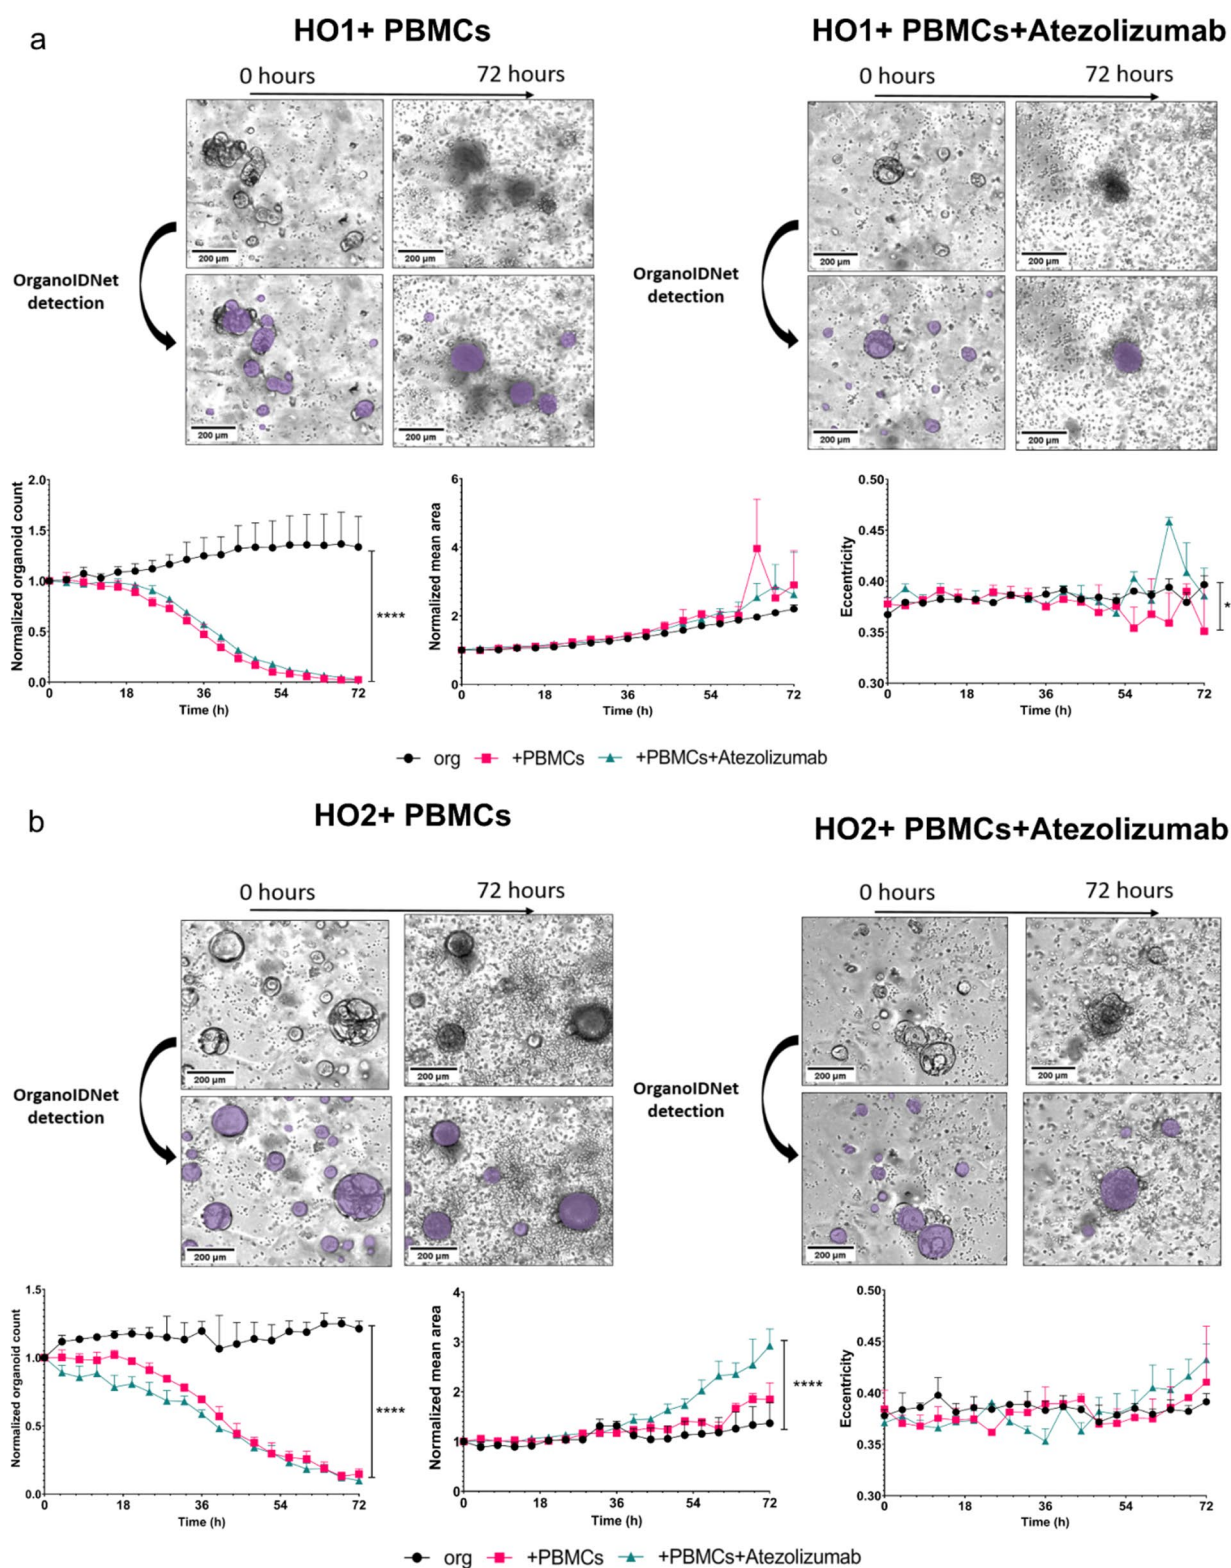 a
HO1+ PBMCs
HO1+ PBMCs+Atezolizumab
0 hours
72 hours
0 hours
72 hours
200 µm
200 µm
200 µm
200 µm
OrganoIDNet
detection
OrganoIDNet
detection
200 µm
200 µm
200 µm
200 µm
Normalized organoid count
2.0
1.5
1.0
0.5
0.0
0 18 36 54 72
Time (h)
****
Normalized mean area
6
4
2
0
0 18 36 54 72
Time (h)
Eccentricity
0.50
0.45
0.40
0.35
0.30
0 18 36 54 72
Time (h)
*
org +PBMCs +PBMCs+Atezolizumab
b
HO2+ PBMCs
HO2+ PBMCs+Atezolizumab
0 hours
72 hours
0 hours
72 hours
200 µm
200 µm
200 µm
200 µm
OrganoIDNet
detection
OrganoIDNet
detection
200 µm
200 µm
200 µm
200 µm
Normalized organoid count
1.5
1.0
0.5
0.0
0 18 36 54 72
Time (h)
****
Normalized mean area
4
3
2
1
0
0 18 36 54 72
Time (h)
****
Eccentricity
0.50
0.45
0.40
0.35
0.30
0 18 36 54 72
Time (h)
org +PBMCs +PBMCs+Atezolizumab